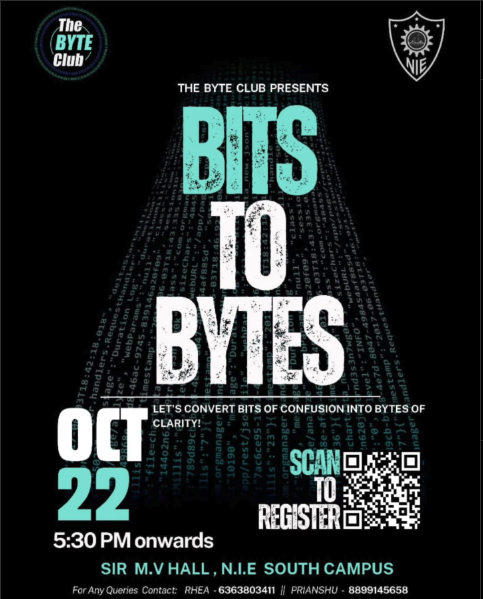 The
BYTE
Club
NIE
THE BYTE CLUB PRESENTS
BITS
TO
BYTES
LET'S CONVERT BITS OF CONFUSION INTO BYTES OF
CLARITY!
OCT
22
5:30 PM onwards
SCAN
TO
REGISTER
SIR M.V HALL , N.I.E SOUTH CAMPUS
For Any Queries Contact: RHEA - 6363803411 || PRIANSHU - 8899145658